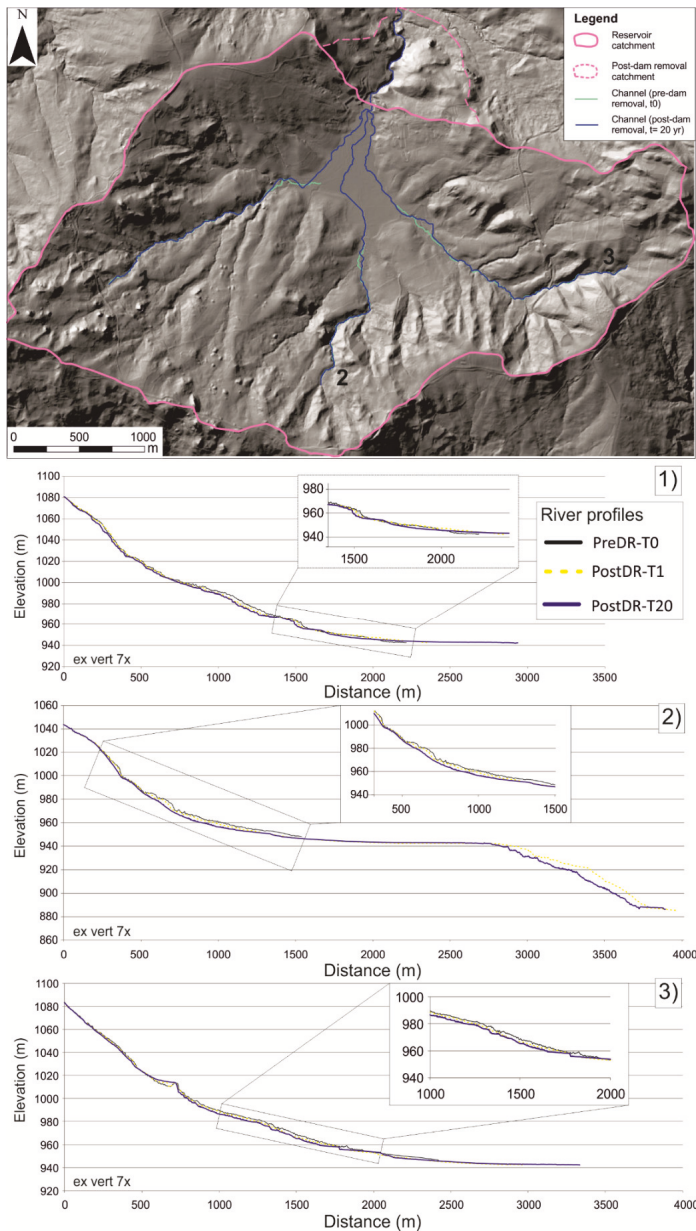 N
Legend
Reservoir
catchment
Post-dam removal
catchment
Channel (pre-dam
removal, t0)
Channel (post-dam
removal, t= 20 yr)
3
2
0 500 1000
m
1)
1100
1080
1060
1040
1020
1000
980
960
940
920
Elevation (m)
980
960
940
1500 2000
River profiles
PreDR-T0
PostDR-T1
PostDR-T20
ex vert 7x
0 500 1000 1500 2000 2500 3000 3500
Distance (m)
2)
1060
1040
1020
1000
980
960
940
920
900
880
860
Elevation (m)
1000
980
960
940
500 1000 1500
ex vert 7x
0 500 1000 1500 2000 2500 3000 3500 4000
Distance (m)
3)
1100
1080
1060
1040
1020
1000
980
960
940
920
Elevation (m)
1000
980
960
940
1000 1500 2000
ex vert 7x
0 500 1000 1500 2000 2500 3000 3500 4000
Distance (m)